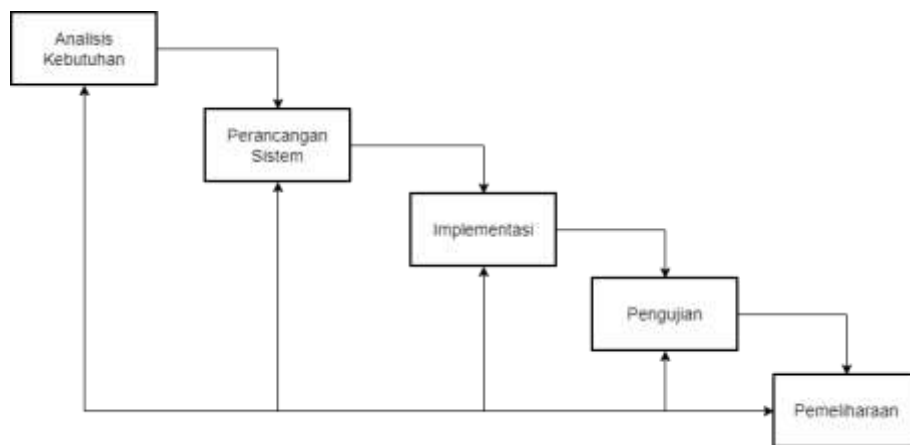 Analisis
Kebutuhan
Perancangan
Sistem
Implementasi
Pengujian
Pemeliharaan